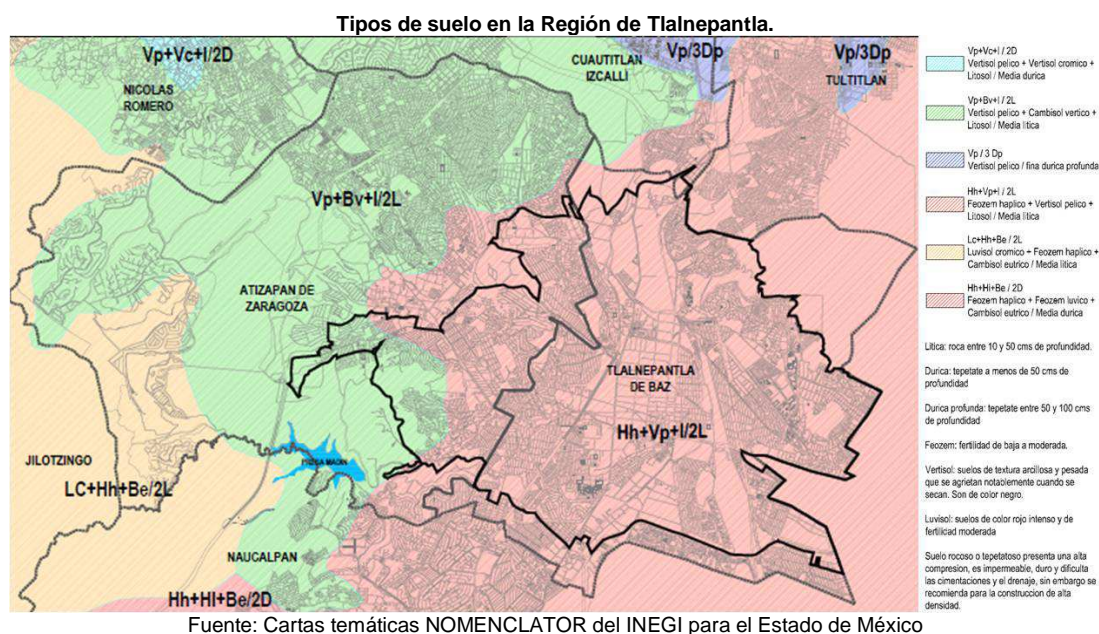 Tipos de suelo en la Región de Tlalnepantla.
Vp+Vc+I/2D
NICOLAS
ROMERO
CUAUTITLAN
IZCALLI
Vp/3Dp
Vp/3Dp
TULTITLAN
Vp+Bv+I/2L
ATIZAPAN DE
ZARAGOZA
TLALNEPANTLA
DE BAZ
Hh+Vp+I/2L
JILOTZINGO
LC+Hh+Be/2L
PRESA MADIN
NAUCALPAN
Hh+HI+Be/2D
Vp+Vc+I / 2D
Vertisol pelico + Vertisol cromico +
Litosol / Media durica
Vp+Bv+I / 2L
Vertisol pelico + Cambisol vertico +
Litosol / Media litica
Vp / 3 Dp
Vertisol pelico / fina durica profunda
Hh+Vp+I / 2L
Feozem haplico + Vertisol pelico +
Litosol / Media litica
Lc+Hh+Be / 2L
Luvisol cromico + Feozem haplico +
Cambisol eutrico / Media litica
Hh+Hi+Be / 2D
Feozem haplico + Feozem luvico +
Cambisol eutrico / Media durica
Litica: roca entre 10 y 50 cms de profundidad.
Durica: tepetate a menos de 50 cms de
profundidad
Durica profunda: tepetate entre 50 y 100 cms
de profundidad
Feozem: fertilidad de baja a moderada.
Vertisol: suelos de textura arcillosa y pesada
que se agrietan notablemente cuando se
secan. Son de color negro.
Luvisol: suelos de color rojo intenso y de
fertilicad moderada
Suelo rocoso o tepetatoso presenta una alta
compresion, es impermeable, duro y dificulta
las cimentaciones y el drenaje, sin embargo se
recomienda para la construccion de alta
densidad.
Fuente: Cartas temáticas NOMENCLATOR del INEGI para el Estado de México